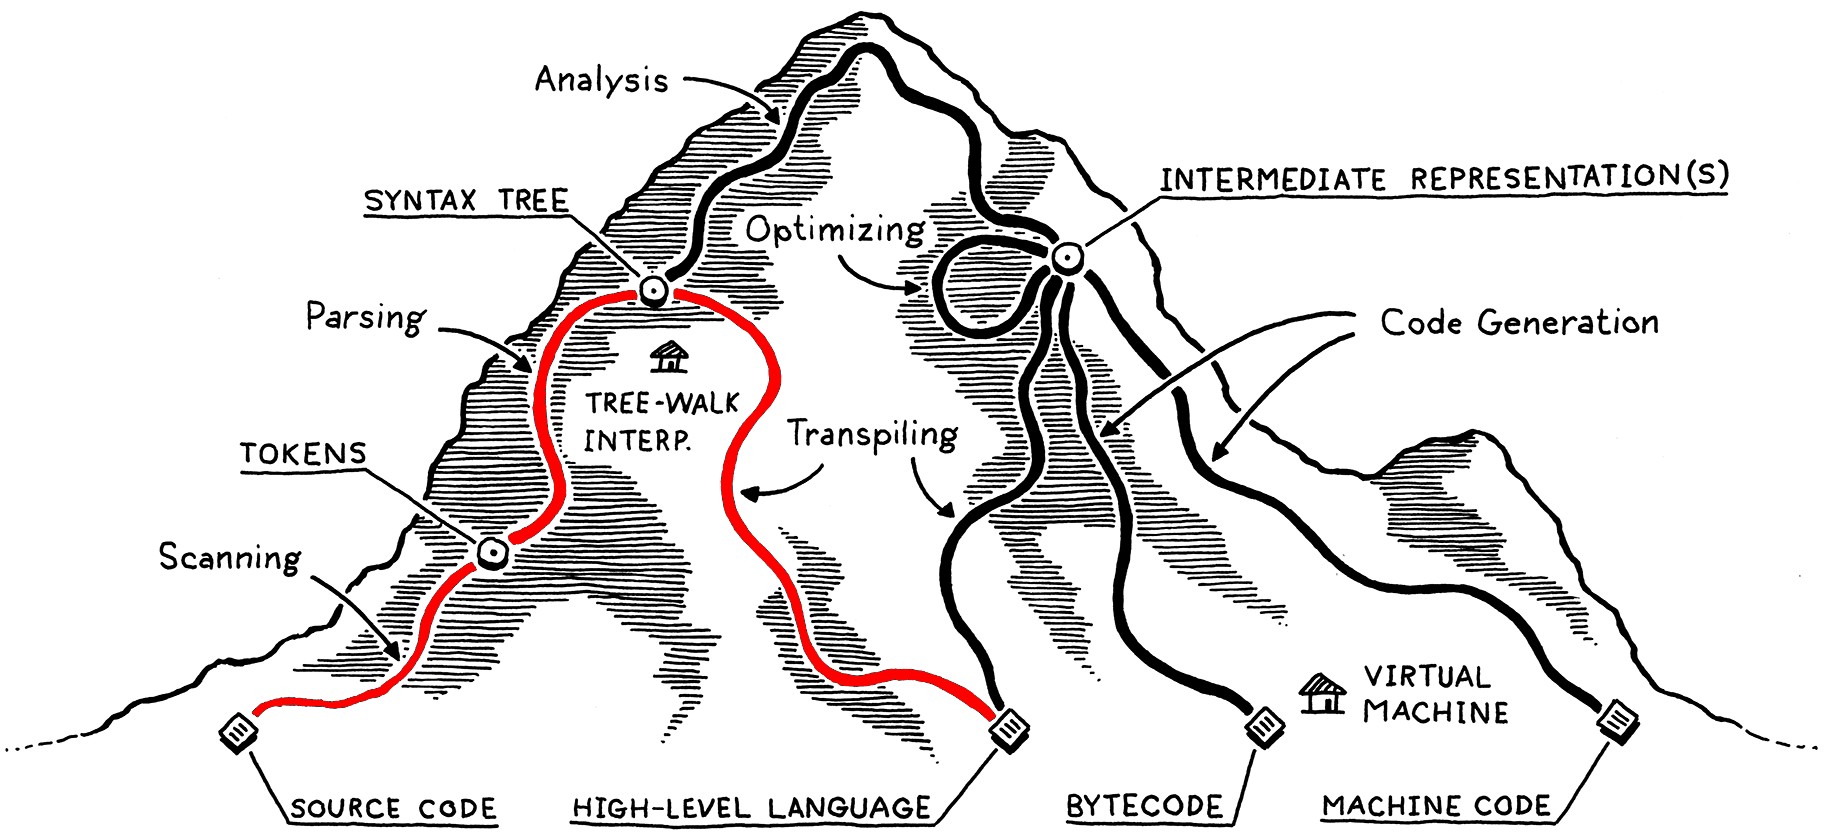 Analysis
SYNTAX TREE
INTERMEDIATE REPRESENTATION(S)
Optimizing
Parsing
Code Generation
TREE-WALK
INTERP.
Transpiling
TOKENS
Scanning
VIRTUAL
MACHINE
SOURCE CODE
HIGH-LEVEL LANGUAGE
BYTECODE
MACHINE CODE